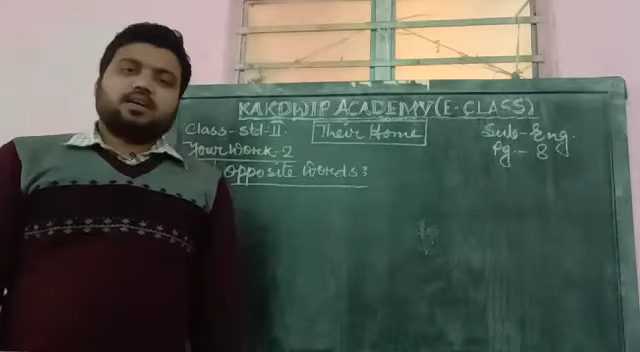 KAKDWIP ACADEMY (E-CLASS)
Class-std-II. Their Home Sub-Eng.
Your Work-2 Pg.- 8
Opposite Words: